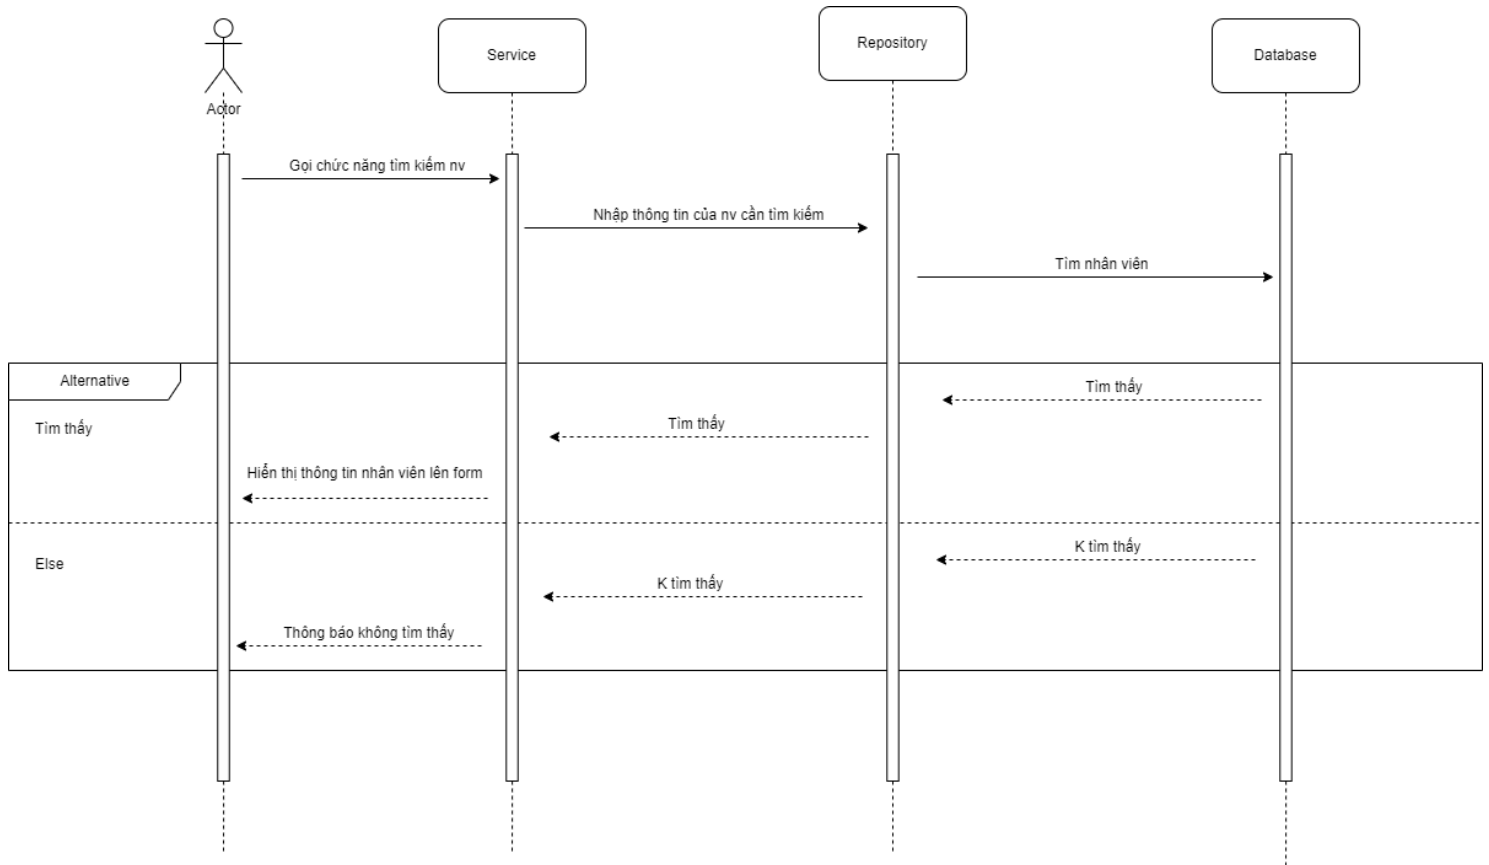 Actor
Service
Repository
Database
Gọi chức năng tìm kiếm nv
Nhập thông tin của nv cần tìm kiếm
Tìm nhân viên
Alternative
Tìm thấy
Tìm thấy
Tìm thấy
Hiển thị thông tin nhân viên lên form
Else
K tìm thấy
K tìm thấy
Thông báo không tìm thấy